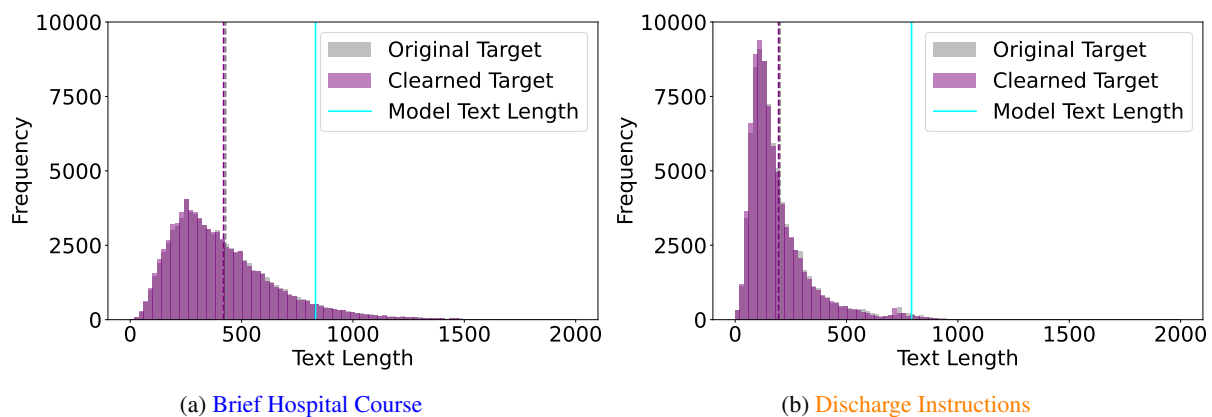 10000
7500
5000
2500
0
Frequency
Original Target
Clearned Target
Model Text Length
0
500
1000
1500
2000
Text Length
(a) Brief Hospital Course
10000
7500
5000
2500
0
Frequency
Original Target
Clearned Target
Model Text Length
0
500
1000
1500
2000
Text Length
(b) Discharge Instructions